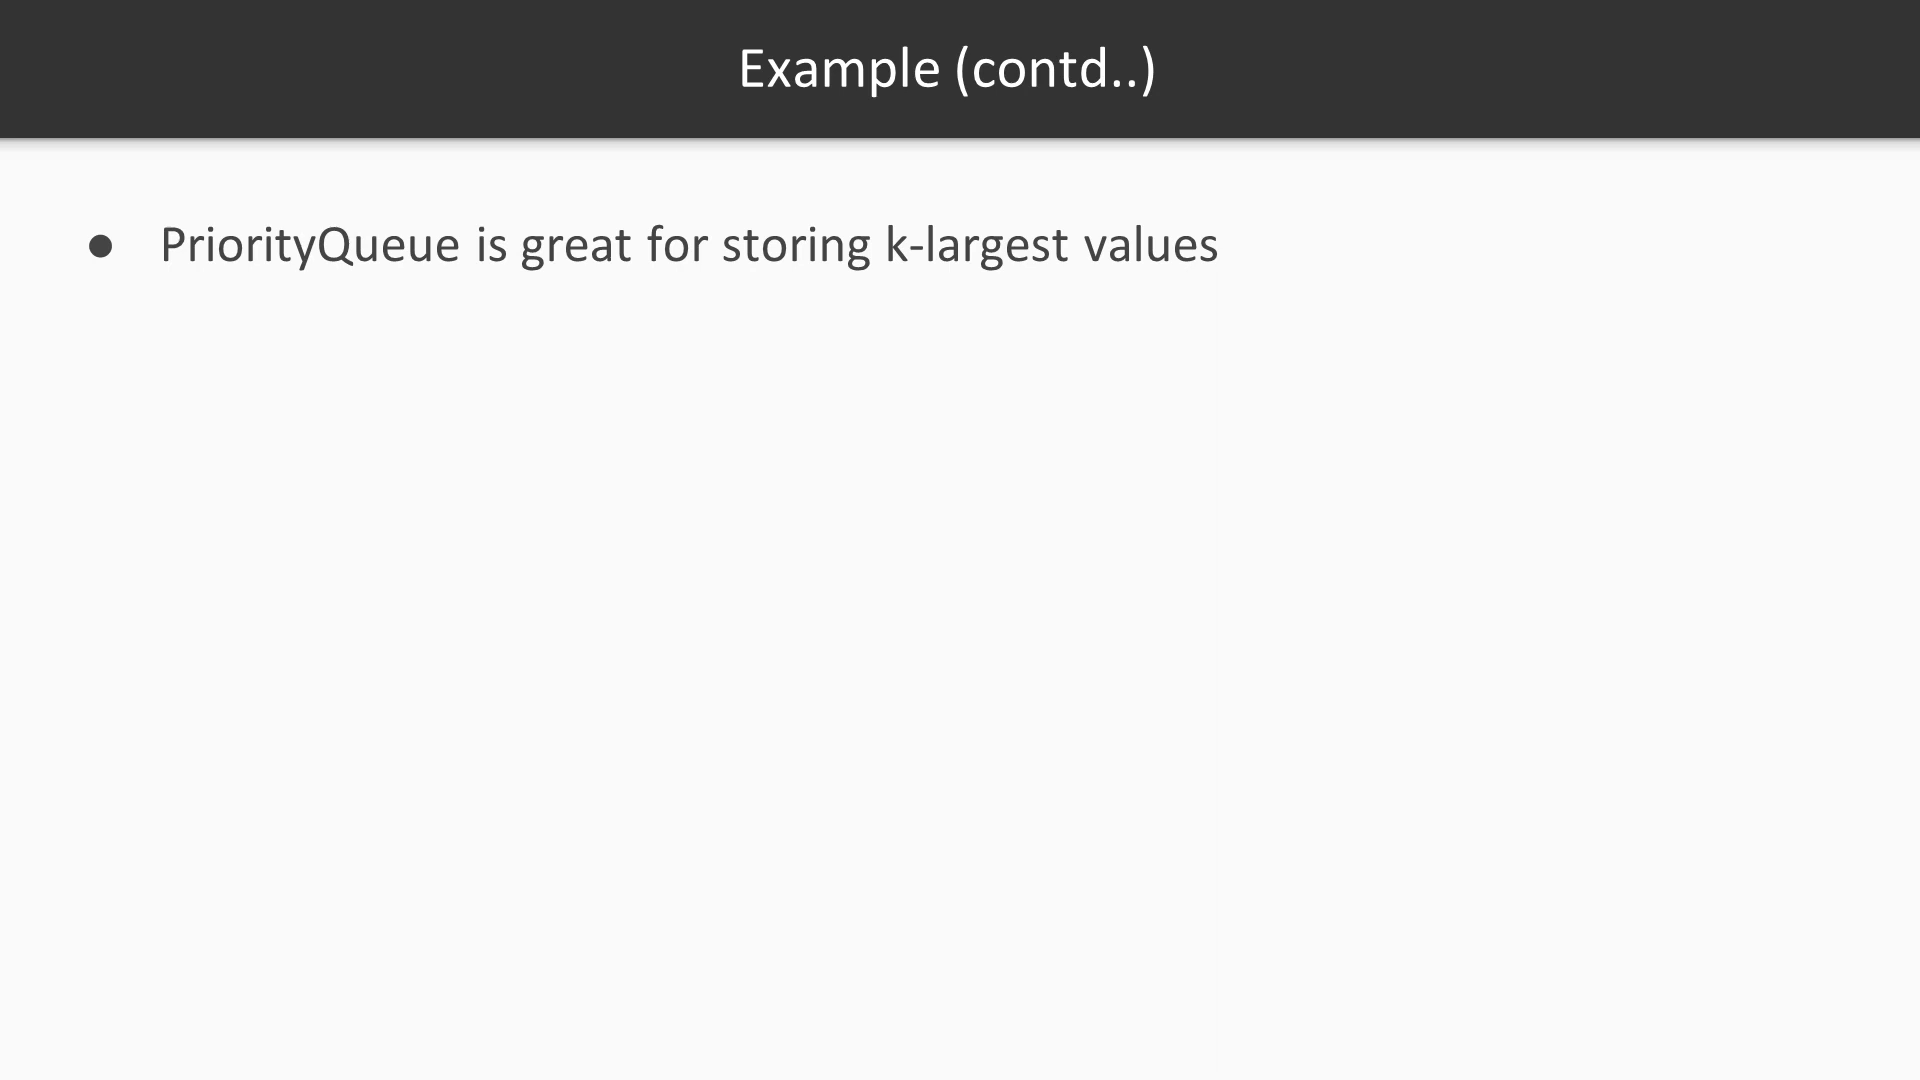 Example (contd..)
● PriorityQueue is great for storing k-largest values